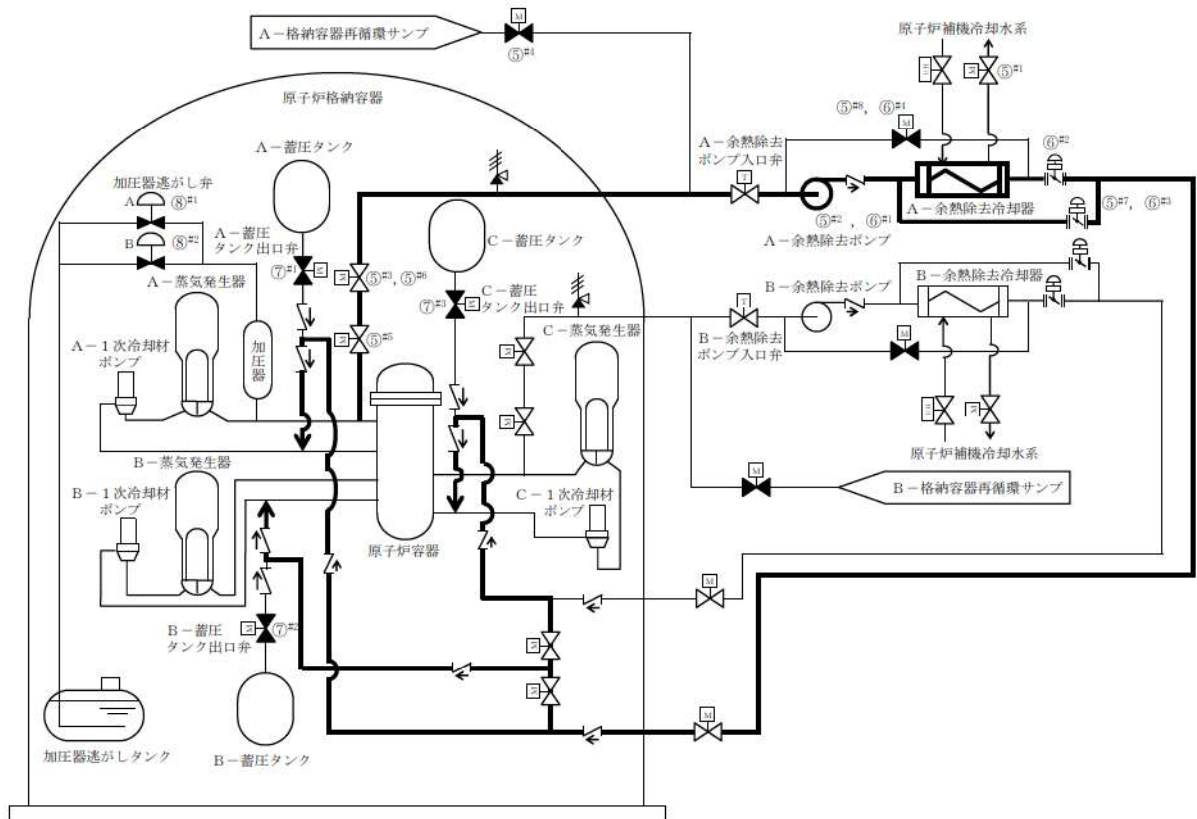 A-格納容器再循環サンプ
M
⑤#4
原子炉格納容器
原子炉補機冷却水系
M
⑤#1
⑤#8, ⑥#4
M
⑥#2
A-余熱除去
ポンプ入口弁
T
A-余熱除去冷却器
⑤#7, ⑥#3
⑤#2, ⑥#1
A-余熱除去ポンプ
A-蓄圧タンク
加圧器逃がし弁
A
⑧#1
B
⑧#2
A-蓄圧
タンク出口弁
⑦#1
M
C-蓄圧タンク
M
⑤#3, ⑤#6
⑦#3
M
C-蓄圧
タンク出口弁
M
⑤#5
A-蒸気発生器
A-1次冷却材
ポンプ
加圧器
C-蒸気発生器
M
M
B-余熱除去ポンプ
T
B-余熱除去
ポンプ入口弁
B-余熱除去冷却器
M
M
原子炉補機冷却水系
B-蒸気発生器
B-1次冷却材
ポンプ
原子炉容器
C-1次冷却材
ポンプ
M
B-格納容器再循環サンプ
M
B-蓄圧
タンク出口弁
M
⑦#2
M
M
M
加圧器逃がしタンク
B-蓄圧タンク